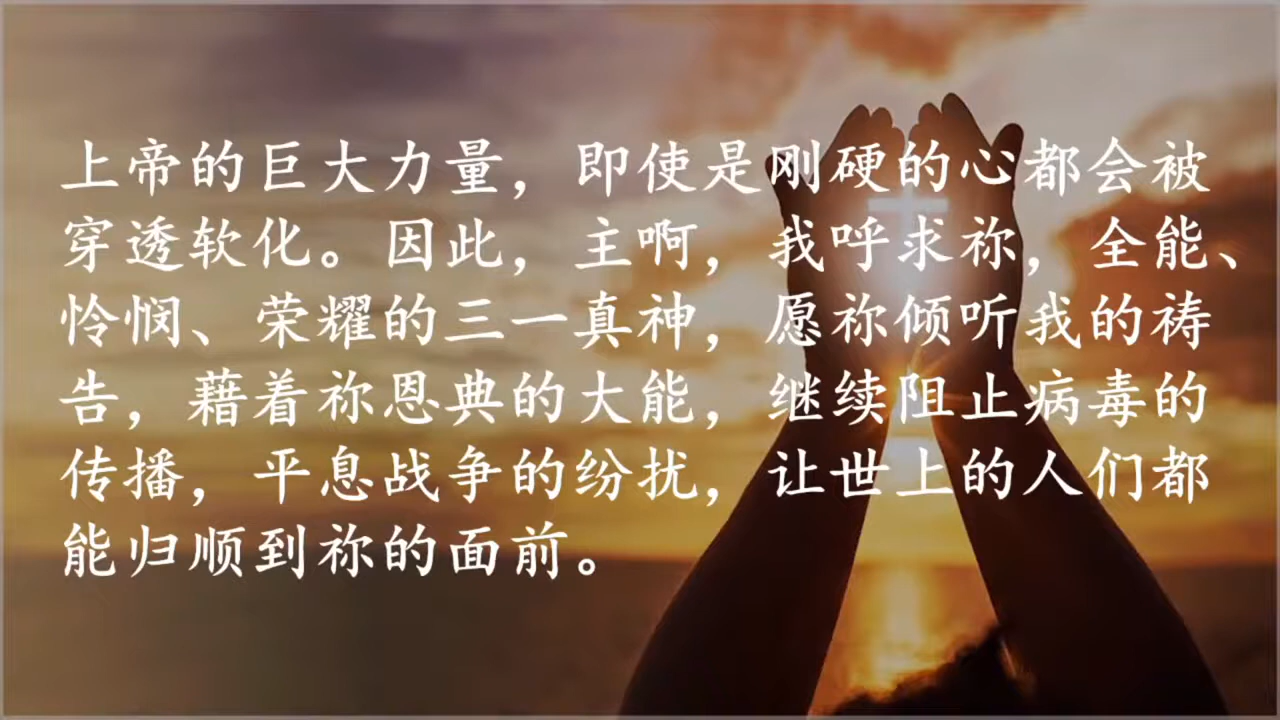 上帝的巨大力量，即使是刚硬的心都会被
穿透软化。因此，主啊，我呼求祢，全能、
怜悯、荣耀的三一真神，愿祢倾听我的祷
告，藉着祢恩典的大能，继续阻止病毒的
传播，平息战争的纷扰，让世上的人们都
能归顺到祢的面前。